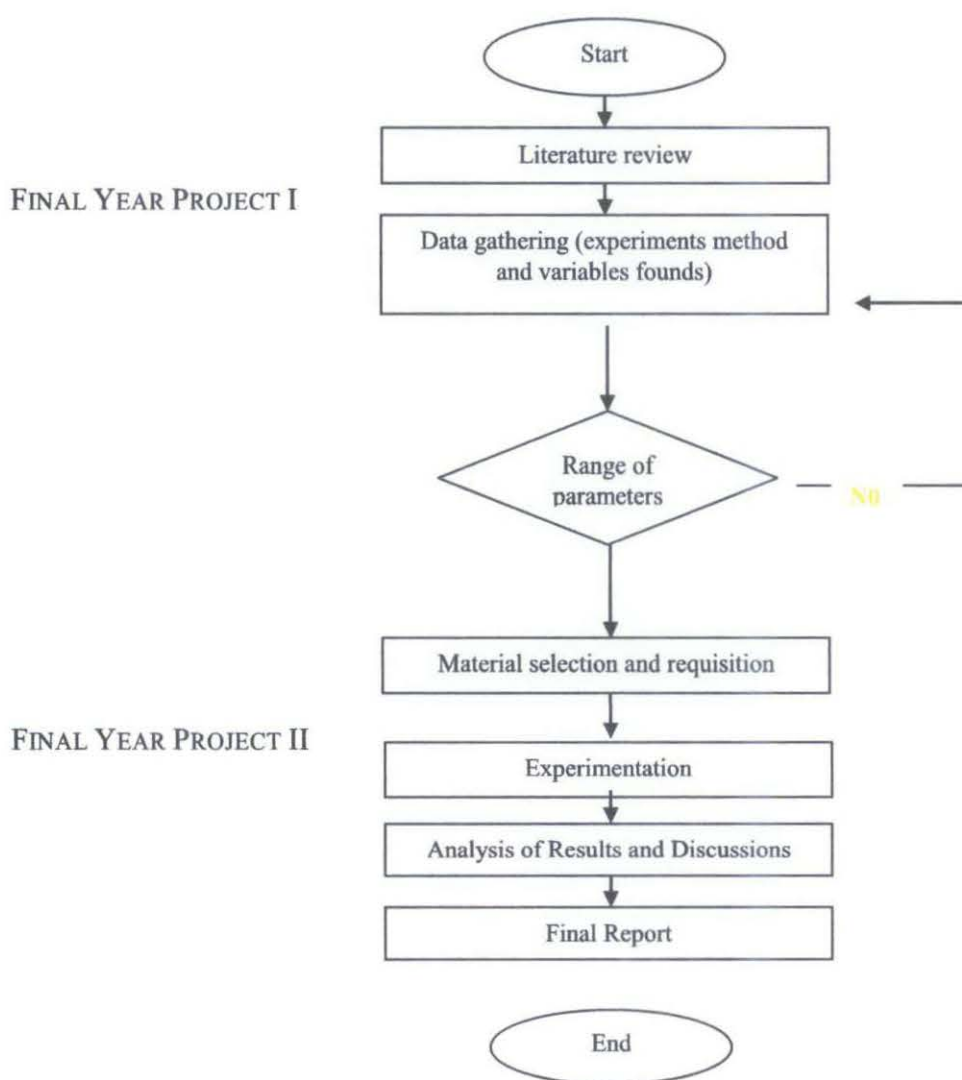 Start
Literature review
FINAL YEAR PROJECT I
Data gathering (experiments method
and variables founds)
Range of
parameters
No
Material selection and requisition
FINAL YEAR PROJECT II
Experimentation
Analysis of Results and Discussions
Final Report
End